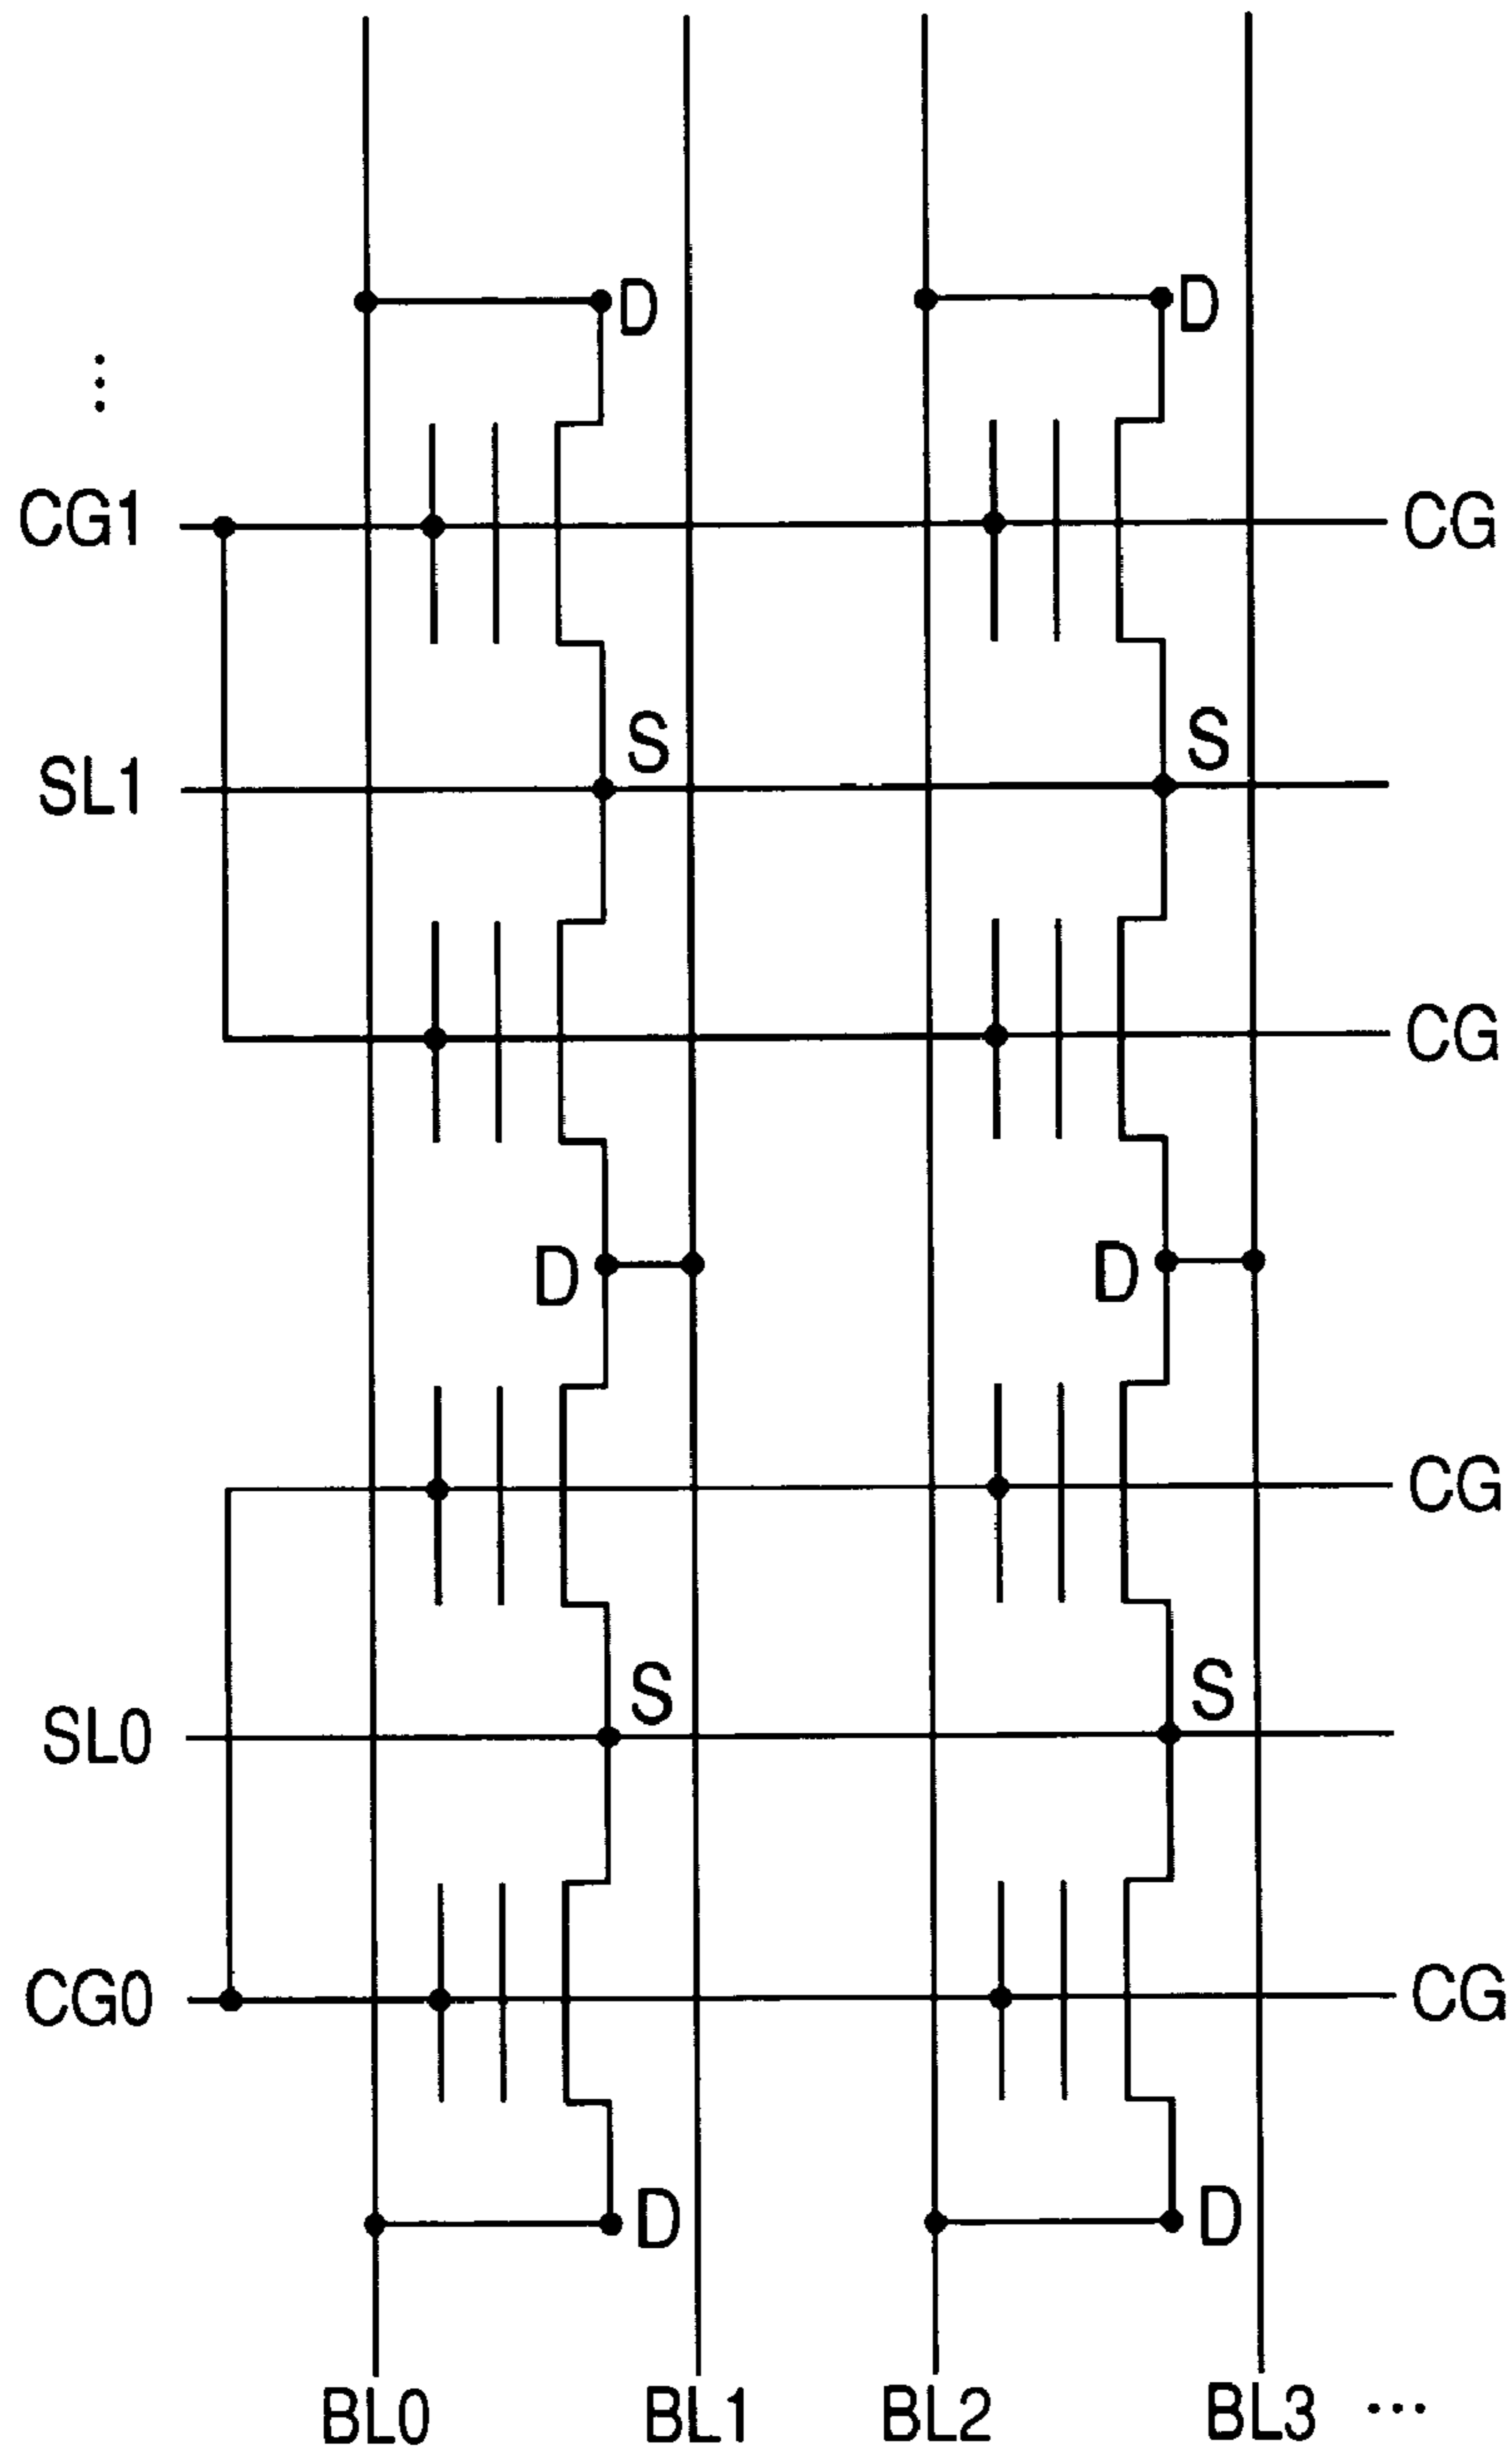 D D
⋮
CG1 CG
S S
SL1
CG
D D
CG
S S
SL0
CG0 CG
D D
BL0 BL1 BL2 BL3 ...